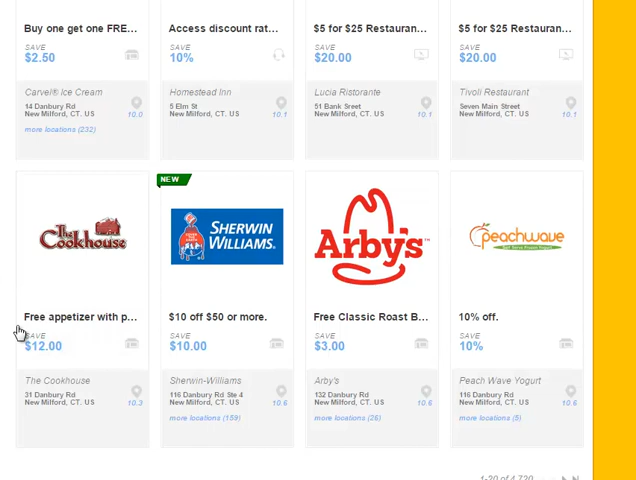 Buy one get one FRE...
SAVE
$2.50
Carvel® Ice Cream
14 Danbury Rd
New Milford, CT. US
10.0
more locations (232)
Access discount rat...
SAVE
10%
Homestead Inn
5 Elm St
New Milford, CT. US
10.1
$5 for $25 Restauran...
SAVE
$20.00
Lucia Ristorante
51 Bank Sreet
New Milford, CT. US
10.1
$5 for $25 Restauran...
SAVE
$20.00
Tivoli Restaurant
Seven Main Street
New Milford, CT. US
10.1
The Cookhouse
Free appetizer with p...
SAVE
$12.00
The Cookhouse
31 Danbury Rd
New Milford, CT. US
10.3
NEW
SHERWIN
WILLIAMS.
$10 off $50 or more.
SAVE
$10.00
Sherwin-Williams
116 Danbury Rd Ste 4
New Milford, CT. US
10.6
more locations (159)
Arby's™
Free Classic Roast B...
SAVE
$3.00
Arby's
132 Danbury Rd
New Milford, CT. US
10.6
more locations (26)
peachwave
Self Serve Frozen Yogurt
10% off.
SAVE
10%
Peach Wave Yogurt
116 Danbury Rd
New Milford, CT. US
10.6
more locations (5)
1-20 of 4,720